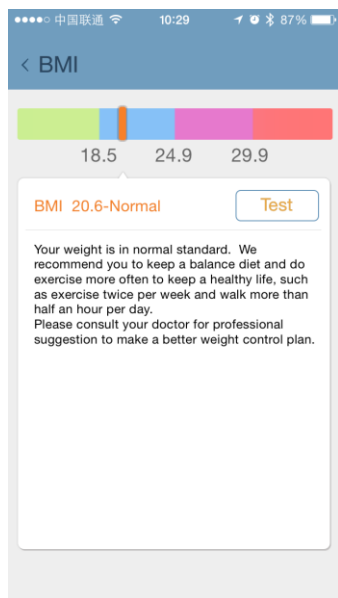 中国联通 10:29 87%
< BMI
18.5 24.9 29.9
BMI 20.6-Normal Test
Your weight is in normal standard. We
recommend you to keep a balance diet and do
exercise more often to keep a healthy life, such
as exercise twice per week and walk more than
half an hour per day.
Please consult your doctor for professional
suggestion to make a better weight control plan.